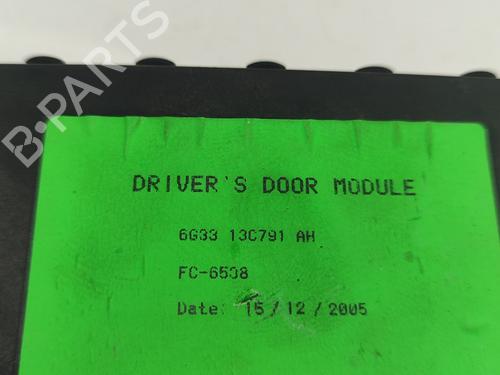 B-PARTS
DRIVER'S DOOR MODULE
6G33 13C791 AH
FC-6508
Date: 15/12/2005